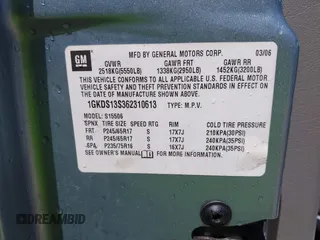 GM
MFD BY GENERAL MOTORS CORP. 03/06
GVWR GAWR FRT GAWR RR
2518KG(5550LB) 1338KG(2950LB) 1452KG(3200LB)
THIS VEHICLE CONFORMS TO ALL APPLICABLE U.S. FEDERAL MOTOR
VEHICLE SAFETY AND THEFT PREVENTION STANDARDS IN EFFECT ON
THE DATE OF MANUFACTURE SHOWN ABOVE.
1GKDS13S362310613 TYPE: M.P.V.
MODEL: S15506
SPNX TIRE SIZE SPEED RTG RIM COLD TIRE PRESSURE
FRT P245/65R17 S 17X7J 210KPA(30PSI)
RR P245/65R17 S 17X7J 240KPA(35PSI)
SPA P235/75R16 S 16X7J 240KPA(35PSI)
SEE OWNER'S MANUAL FOR ADDITIONAL INFORMATION
DREAMBID